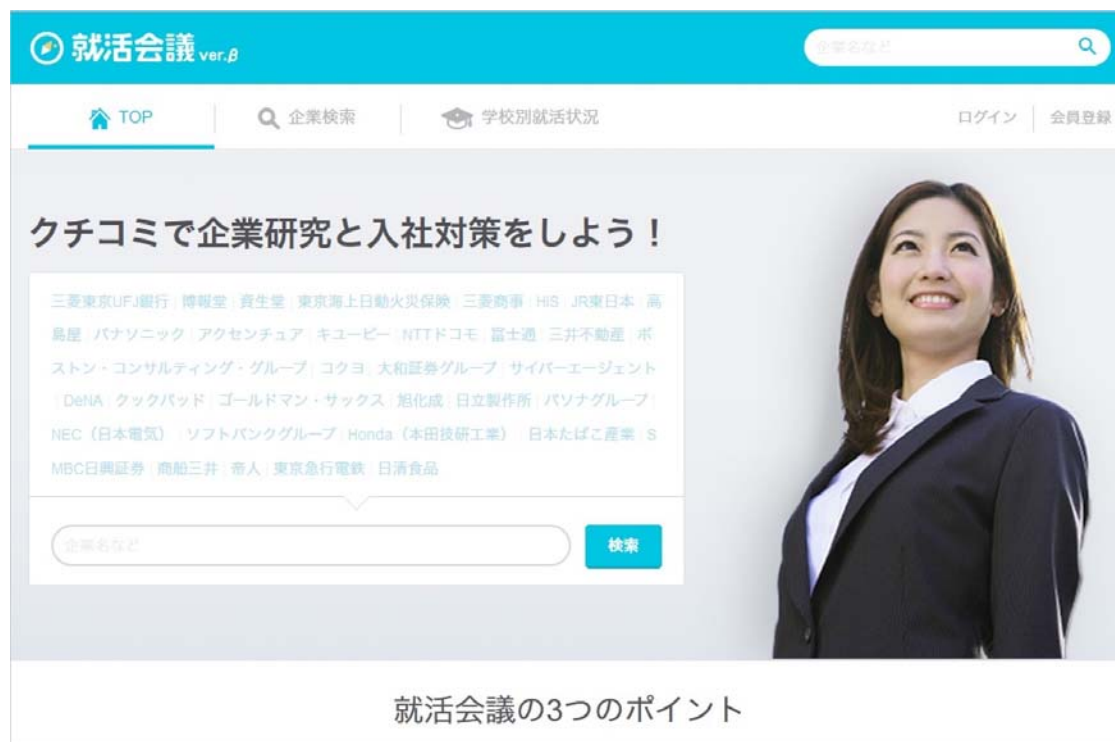 就活会議 ver.β
企業名など
TOP
企業検索
学校別就活状況
ログイン
会員登録
クチコミで企業研究と入社対策をしよう！
三菱東京UFJ銀行 | 博報堂 | 資生堂 | 東京海上日動火災保険 | 三菱商事 | HIS | JR東日本 | 高
島屋 | パナソニック | アクセンチュア | キユーピー | NTTドコモ | 富士通 | 三井不動産 | ボ
ストン・コンサルティング・グループ | コクヨ | 大和証券グループ | サイバーエージェント
| DeNA | クックパッド | ゴールドマン・サックス | 旭化成 | 日立製作所 | パソナグループ |
NEC（日本電気） | ソフトバンクグループ | Honda（本田技研工業） | 日本たばこ産業 | S
MBC日興証券 | 商船三井 | 帝人 | 東京急行電鉄 | 日清食品
企業名など
検索
就活会議の3つのポイント